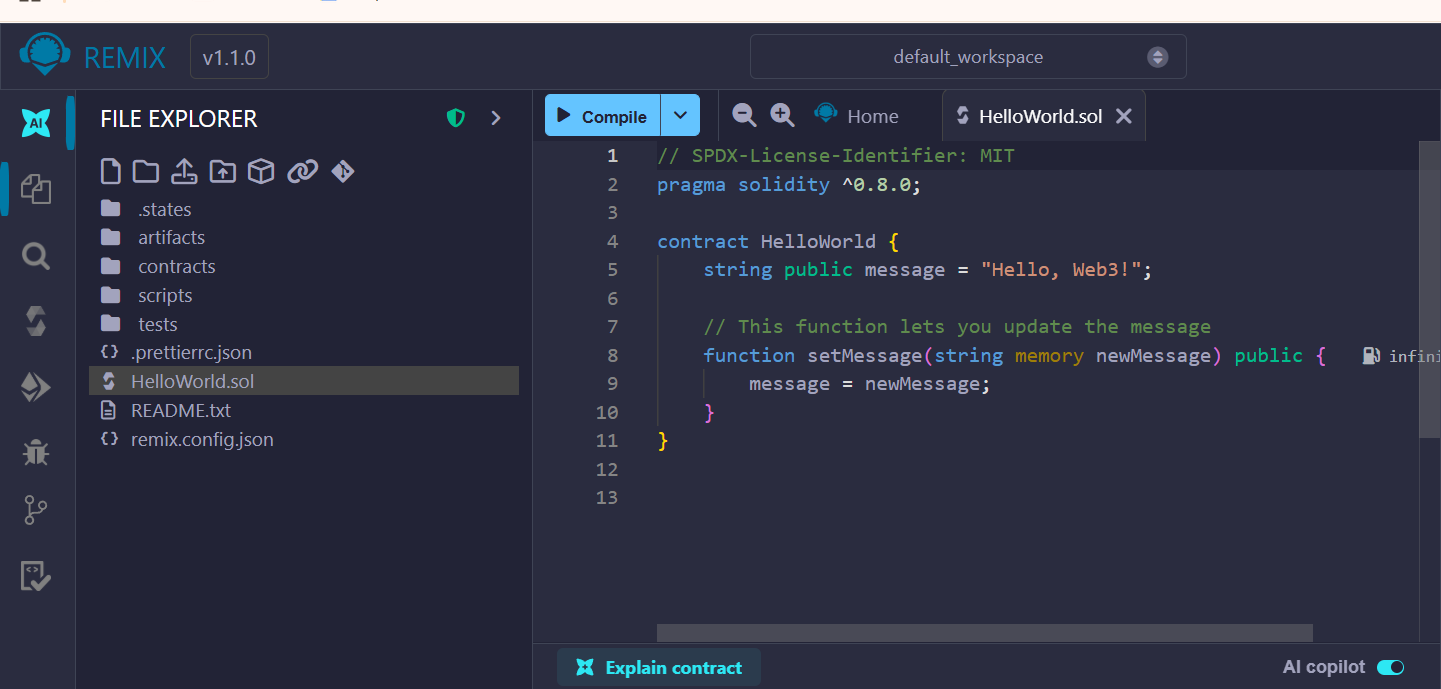 REMIX v1.1.0 default_workspace
AI
FILE EXPLORER
.states
artifacts
contracts
scripts
tests
.prettierrc.json
HelloWorld.sol
README.txt
remix.config.json
Compile Home HelloWorld.sol
1 // SPDX-License-Identifier: MIT
2 pragma solidity ^0.8.0;
3
4 contract HelloWorld {
5 string public message = "Hello, Web3!";
6
7 // This function lets you update the message
8 function setMessage(string memory newMessage) public { infini
9 message = newMessage;
10 }
11 }
12
13
Explain contract AI copilot